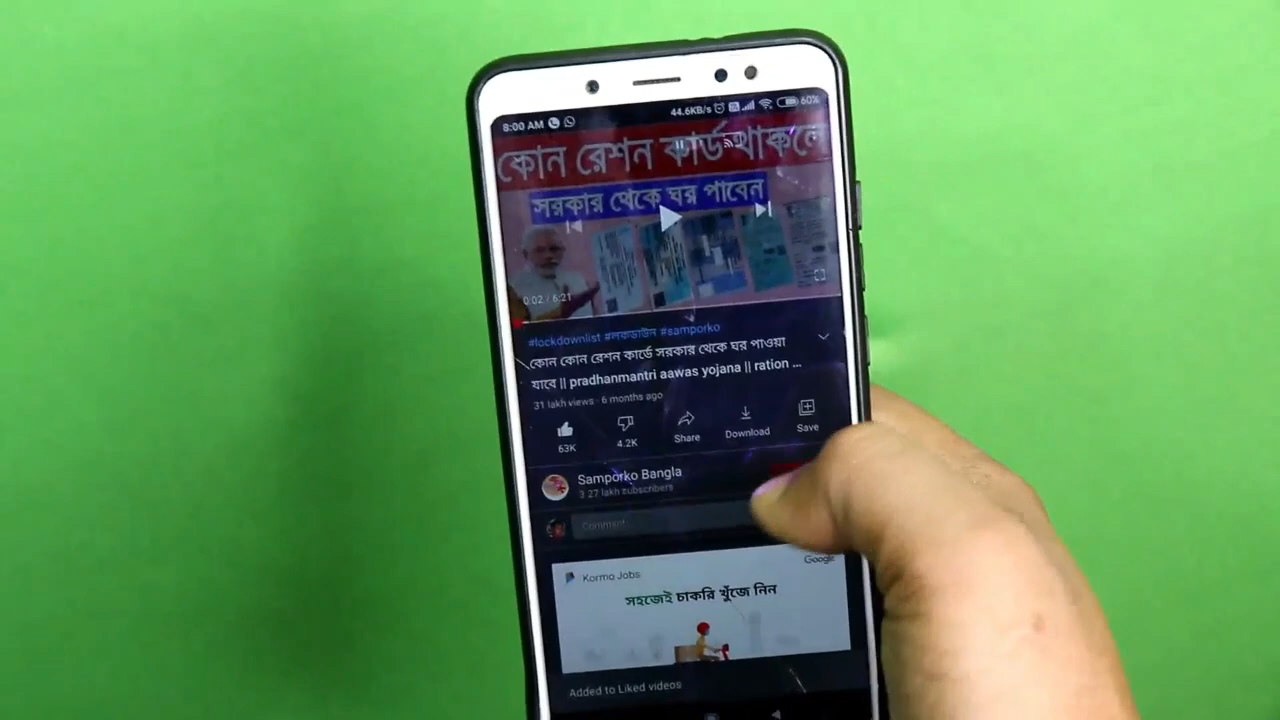 8:00 AM 44.6KB/s 60%
কোন রেশন কার্ড থাকলে
সরকার থেকে ঘর পাবেন
0:02 / 6:21
#lockdownlist #লকডাউন #samporko
কোন কোন রেশন কার্ডে সরকার থেকে ঘর পাওয়া
যাবে || pradhanmantri aawas yojana || ration ...
31 lakh views · 6 months ago
63K 4.2K Share Download Save
Samporko Bangla
3.27 lakh subscribers
Comment
Google
Kormo Jobs
সহজেই চাকরি খুঁজে নিন
Added to Liked videos